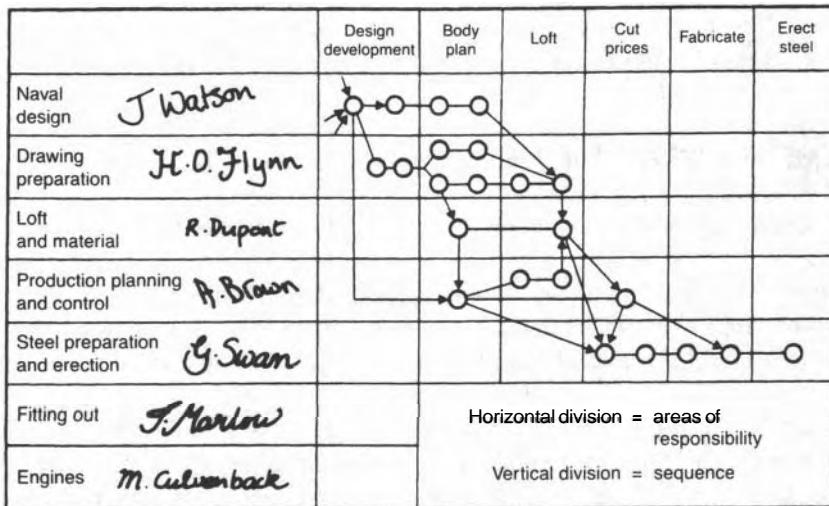 Design
development
Body
plan
Loft
Cut
prices
Fabricate
Erect
steel
Naval
design
J Watson
Drawing
preparation
H.O.Flynn
Loft
and material
R.Dupont
Production planning
and control
R.Brown
Steel preparation
and erection
G.Swan
Fitting out
T.Marlow
Engines
M. Culvenback
Horizontal division = areas of
responsibility
Vertical division = sequence